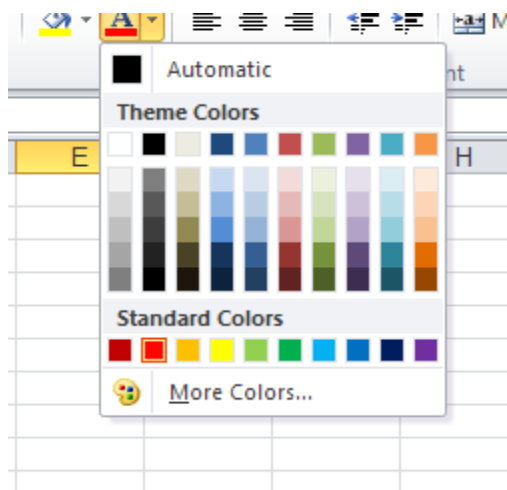 A
a
M
nt
Automatic
Theme Colors
E
H
Standard Colors
More Colors...